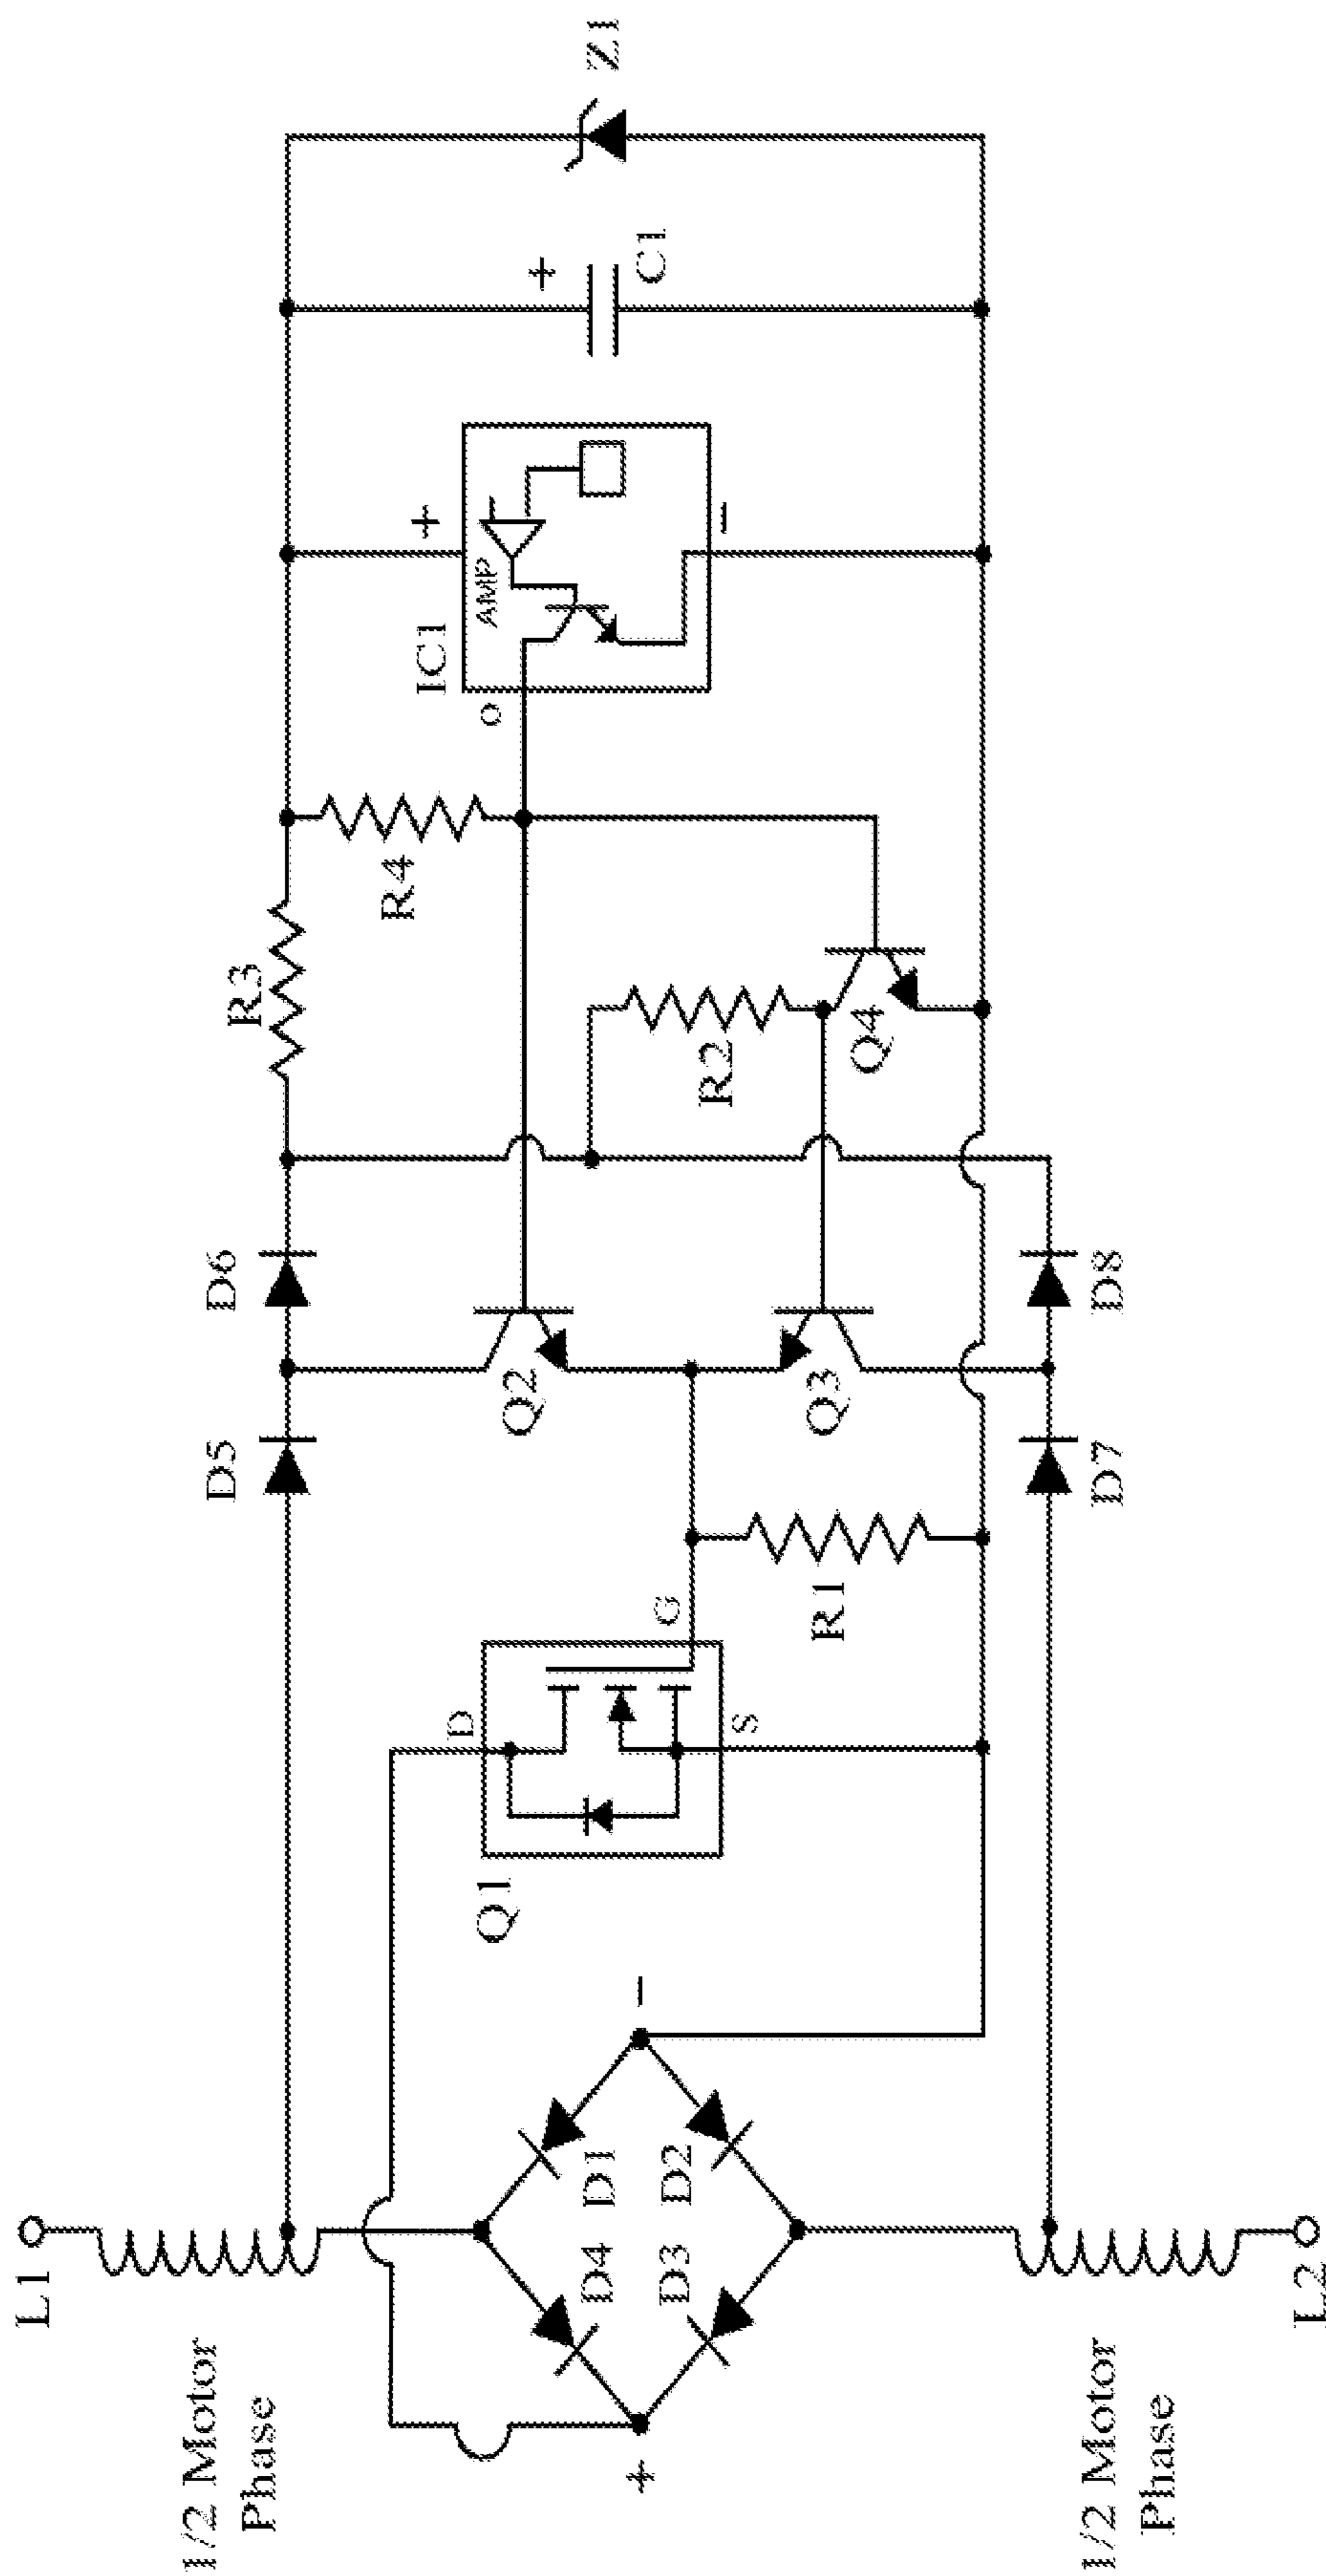 L1
1/2 Motor
Phase
D5
D6
R3
R4
IC1
AMP
O
+
-
+
C1
Z1
Q1
D
G
S
Q2
Q3
R2
Q4
R1
D4
D1
D3
D2
+
-
D7
D8
1/2 Motor
Phase
L2